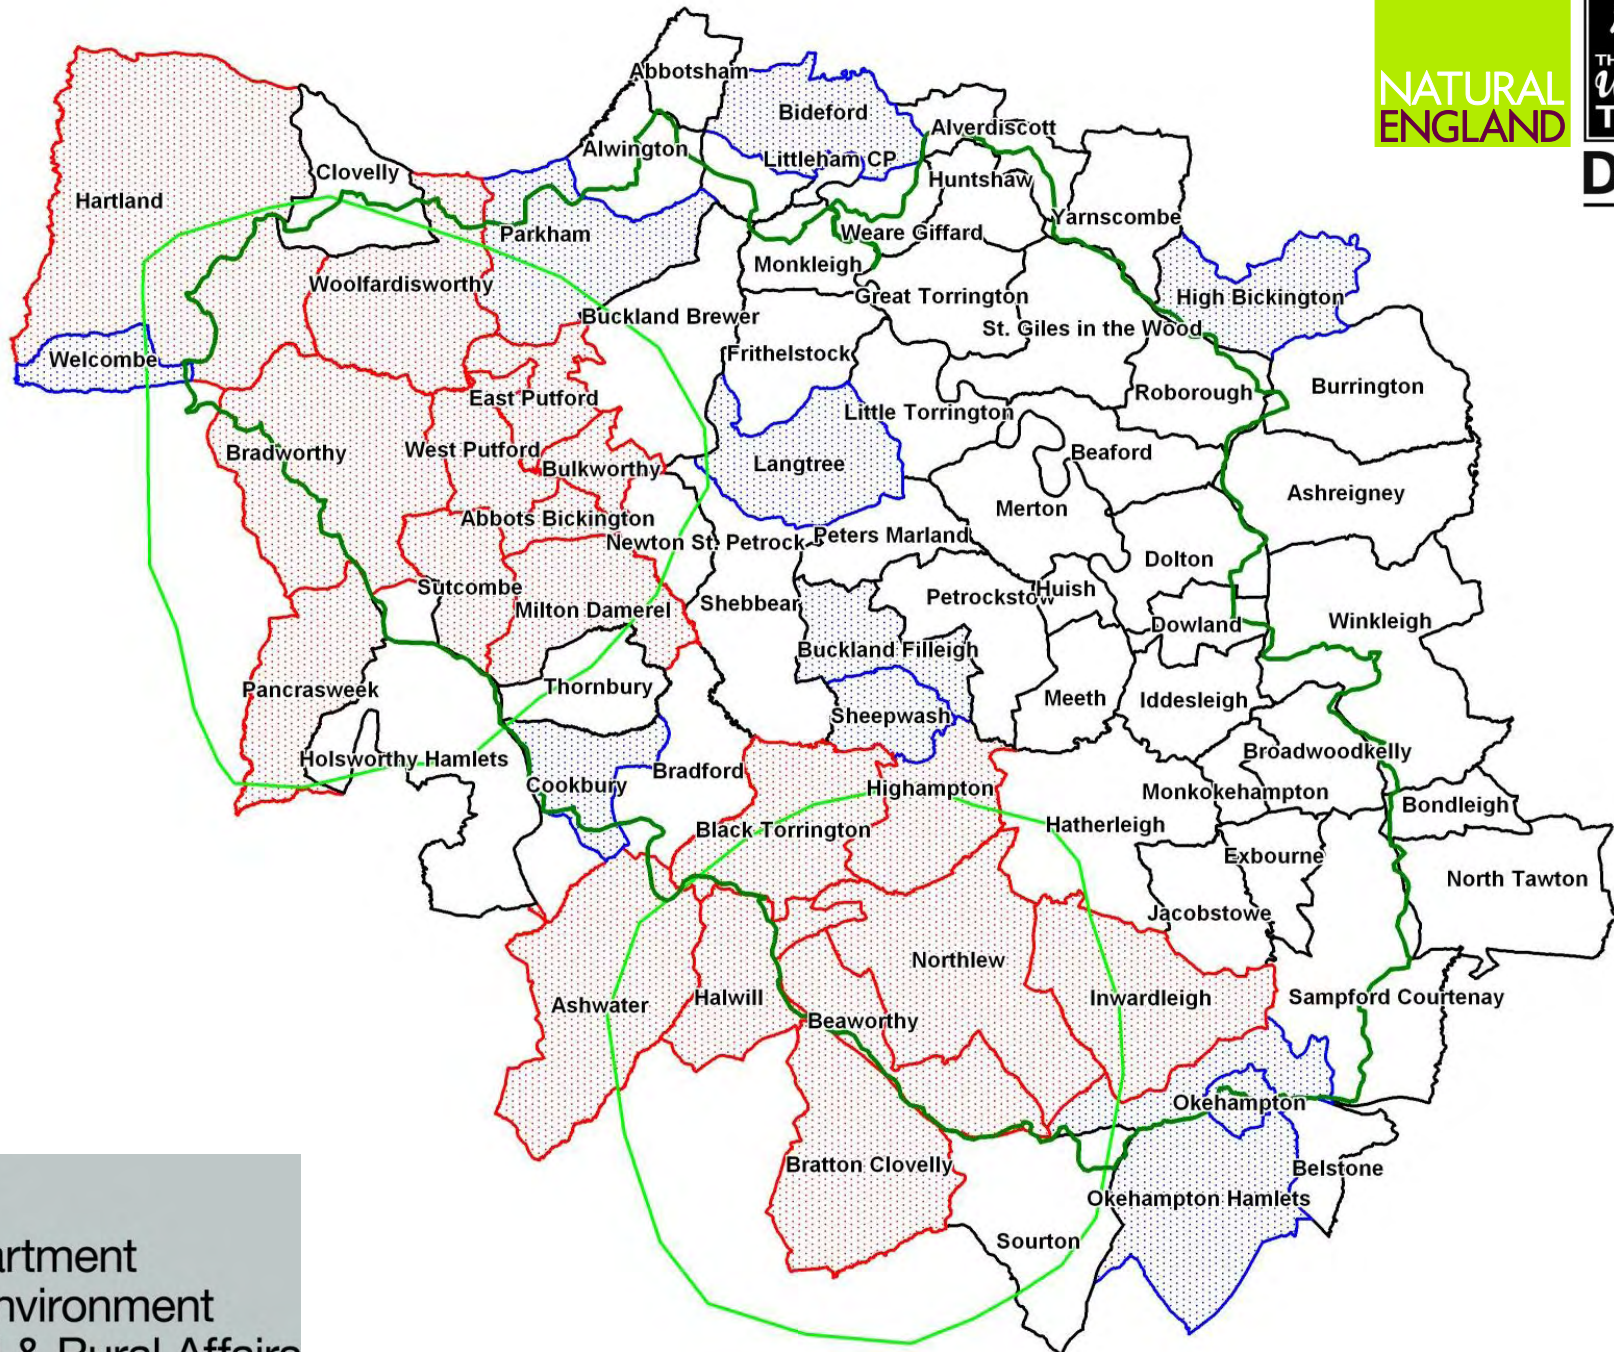 NATURAL
ENGLAND
TH
D
Abbotsham
Bideford
Alverdiscott
Alwington
Littleham CP
Clovelly
Huntshaw
Hartland
Yarnscombe
Parkham
Weare Giffard
Monkleigh
Woolfardisworthy
Great Torrington
High Bickington
Buckland Brewer
St. Giles in the Wood
Welcombe
Frithelstock
Burrington
Roborough
East Putford
Little Torrington
Bradworthy
West Putford
Beaford
Langtree
Bulkworthy
Ashreigney
Merton
Abbots Bickington
Peters Marland
Newton St. Petrock
Dolton
Sutcombe
Huish
Petrockstow
Shebbear
Milton Damerel
Winkleigh
Dowland
Buckland Filleigh
Thornbury
Pancrasweek
Meeth
Iddesleigh
Sheepwash
Broadwoodkelly
Holsworthy Hamlets
Bradford
Cookbury
Highampton
Monkokehampton
Bondleigh
Hatherleigh
Black Torrington
Exbourne
North Tawton
Jacobstowe
Northlew
Halwill
Inwardleigh
Sampford Courtenay
Ashwater
Beaworthy
Okehampton
Bratton Clovelly
Belstone
Okehampton Hamlets
Sourton
artment
nvironment
& Rural Affairs